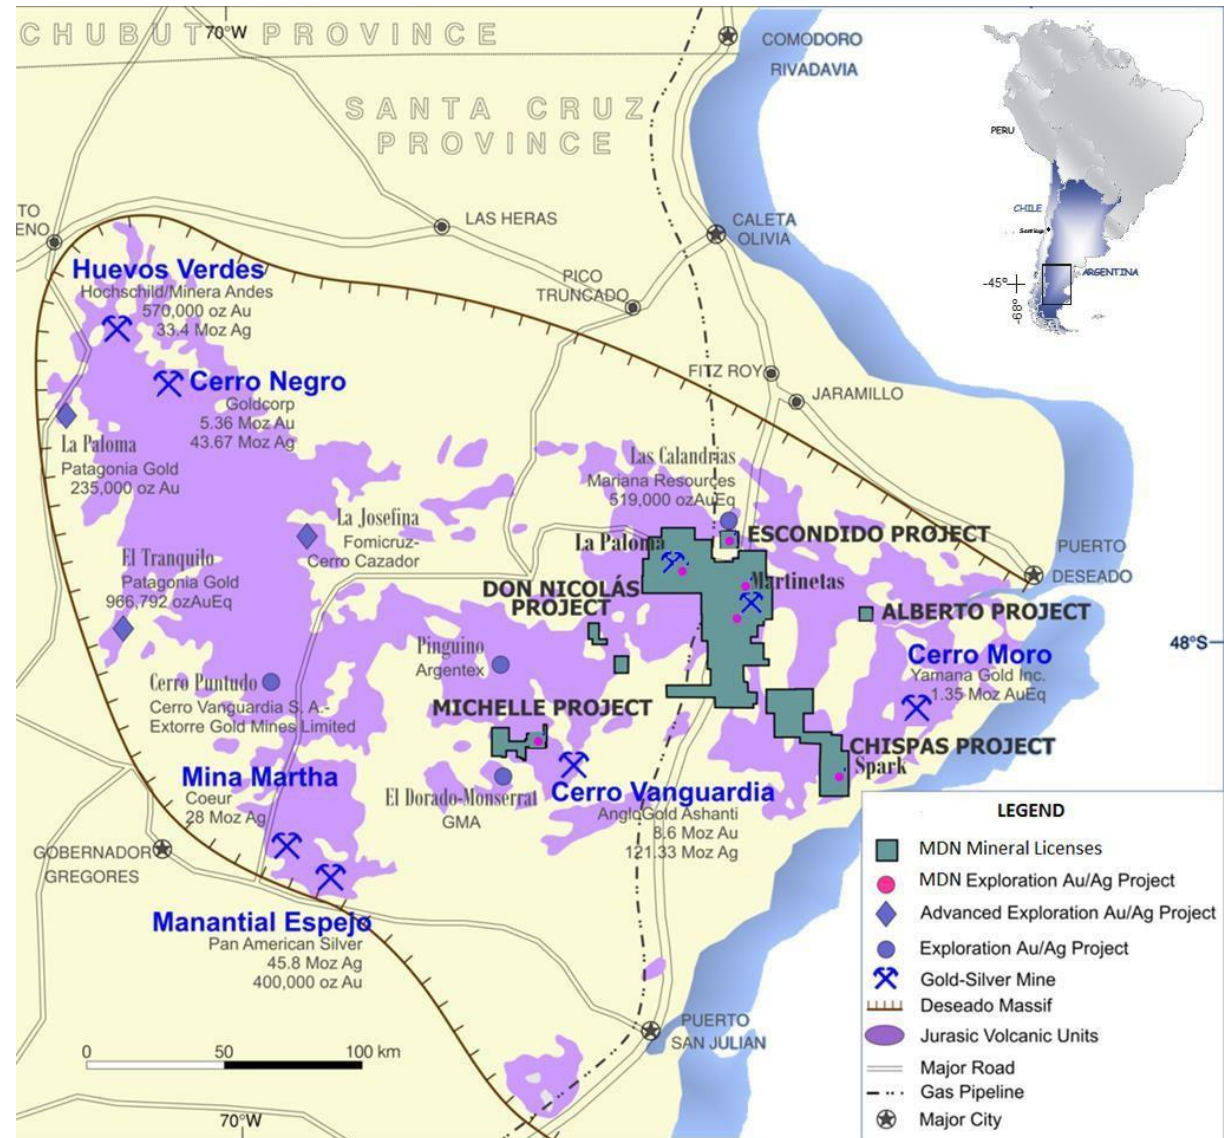 CHUBUT PROVINCE
70°W
COMODORO
RIVADAVIA
SANTA CRUZ
PROVINCE
PERU
CHILE
Santiago
ARGENTINA
-45°
-68°
TO
ENO
LAS HERAS
CALETA
OLIVIA
PICO
TRUNCADO
Huevos Verdes
Hochschild/Minera Andes
570,000 oz Au
33.4 Moz Ag
Cerro Negro
Goldcorp
5.36 Moz Au
43.67 Moz Ag
FITZ ROY
JARAMILLO
La Paloma
Patagonia Gold
235,000 oz Au
Las Calandrias
Mariana Resources
519,000 ozAuEq
La Josefina
Fomicruz-
Cerro Cazador
La Paloma
ESCONDIDO PROJECT
PUERTO
DESEADO
El Tranquilo
Patagonia Gold
966,792 ozAuEq
DON NICOLÁS
PROJECT
Martinetas
ALBERTO PROJECT
48°S
Pinguino
Argentex
Cerro Moro
Yamana Gold Inc.
1.35 Moz AuEq
Cerro Puntudo
Cerro Vanguardia S. A.-
Extorre Gold Mines Limited
MICHELLE PROJECT
CHISPAS PROJECT
Spark
Mina Martha
Coeur
28 Moz Ag
El Dorado-Monserrat
GMA
Cerro Vanguardia
AngloGold Ashanti
8.6 Moz Au
121.33 Moz Ag
GOBERNADOR
GREGORES
Manantial Espejo
Pan American Silver
45.8 Moz Ag
400,000 oz Au
PUERTO
SAN JULIAN
0 50 100 km
70°W
LEGEND
MDN Mineral Licenses
MDN Exploration Au/Ag Project
Advanced Exploration Au/Ag Project
Exploration Au/Ag Project
Gold-Silver Mine
Deseado Massif
Jurasic Volcanic Units
Major Road
Gas Pipeline
Major City